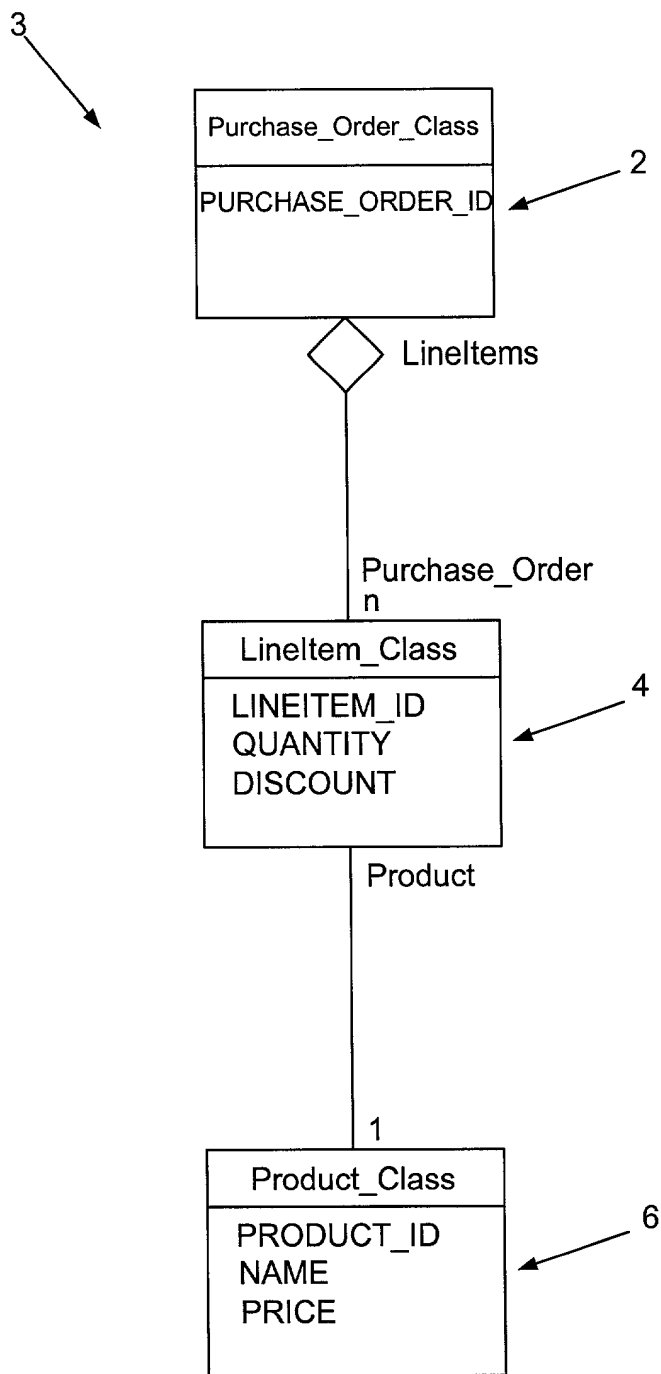 3
Purchase_Order_Class
2
PURCHASE_ORDER_ID
LineItems
Purchase_Order
n
LineItem_Class
4
LINEITEM_ID
QUANTITY
DISCOUNT
Product
1
Product_Class
6
PRODUCT_ID
NAME
PRICE